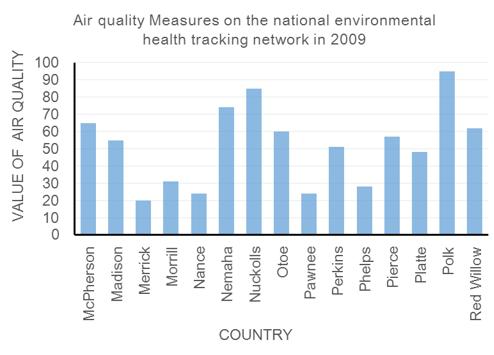 Air quality Measures on the national environmental
health tracking network in 2009
VALUE OF AIR QUALITY
100
90
80
70
60
50
40
30
20
10
0
McPherson
Madison
Merrick
Morrill
Nance
Nemaha
Nuckolls
Otoe
Pawnee
Perkins
Phelps
Pierce
Platte
Polk
Red Willow
COUNTRY